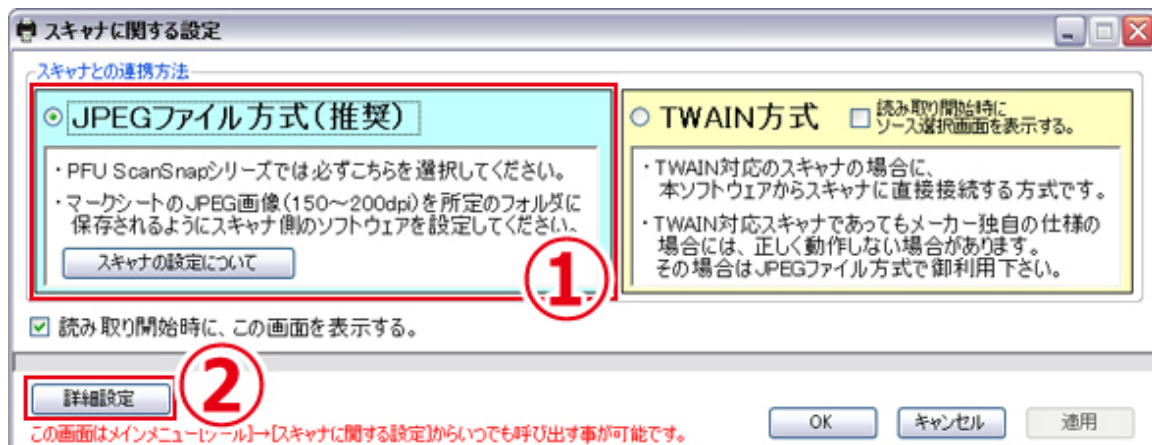 スキャナに関する設定
スキャナとの連携方法
JPEGファイル方式(推奨)
・PFU ScanSnapシリーズでは必ずこちらを選択してください。
・マークシートのJPEG画像(150～200dpi)を所定のフォルダに
保存されるようにスキャナ側のソフトウェアを設定してください。
スキャナの設定について
①
TWAIN方式
読み取り開始時に
ソース選択画面を表示する。
・TWAIN対応のスキャナの場合に、
本ソフトウェアからスキャナに直接接続する方式です。
・TWAIN対応スキャナであってもメーカー独自の仕様の
場合には、正しく動作しない場合があります。
その場合はJPEGファイル方式で御利用下さい。
読み取り開始時に、この画面を表示する。
詳細設定
②
この画面はメインメニュー[ツール]→[スキャナに関する設定]からいつでも呼び出す事が可能です。
OK
キャンセル
適用